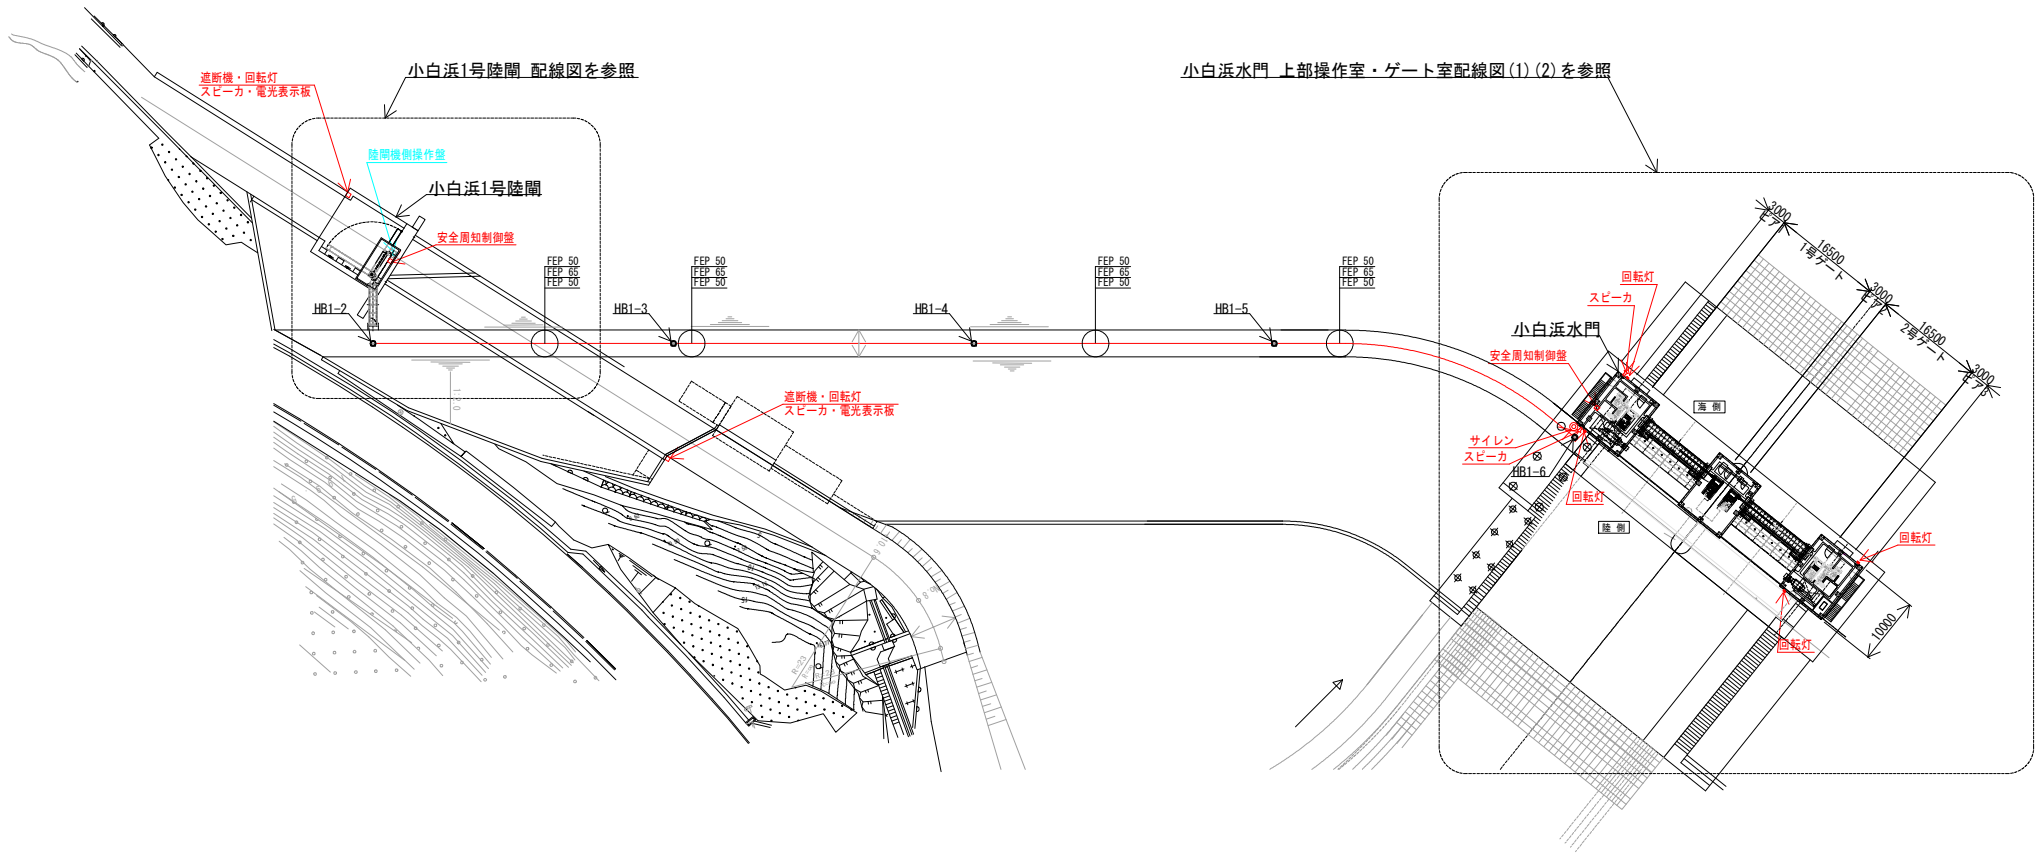 小白浜1号陸閘 配線図を参照
小白浜水門 上部操作室・ゲート室配線図(1)(2)を参照
遮断機・回転灯
スピーカ・電光表示板
陸閘機側操作盤
小白浜1号陸閘
安全周知制御盤
FEP 50
FEP 65
FEP 50
FEP 50
FEP 65
FEP 50
FEP 50
FEP 65
FEP 50
FEP 50
FEP 65
FEP 50
HB1-2
HB1-3
HB1-4
HB1-5
3000
ピア1
16500
1号ゲート
3000
ピア2
16500
2号ゲート
3000
ピア3
回転灯
スピーカ
小白浜水門
安全周知制御盤
海 側
サイレン
スピーカ
HB1-6
回転灯
陸 側
回転灯
回転灯
10000
遮断機・回転灯
スピーカ・電光表示板